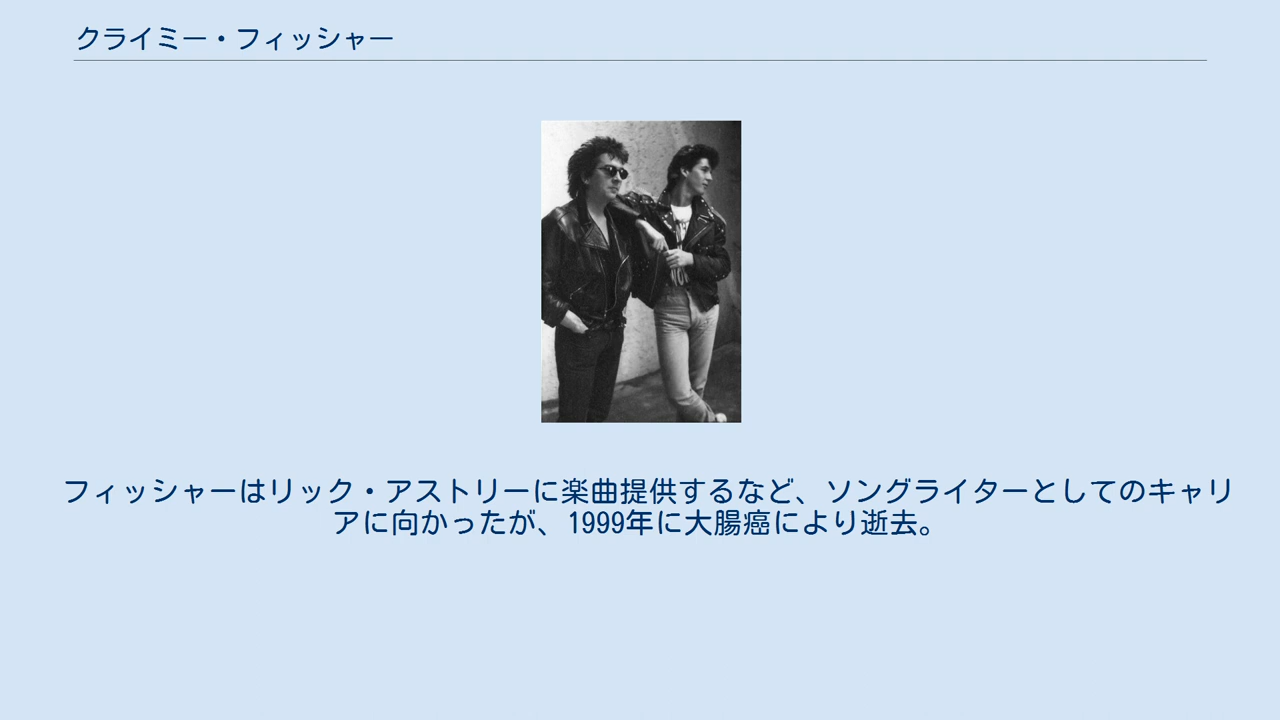 クライミー・フィッシャー
フィッシャーはリック・アストリーに楽曲提供するなど、ソングライターとしてのキャリ
アに向かったが、1999年に大腸癌により逝去。